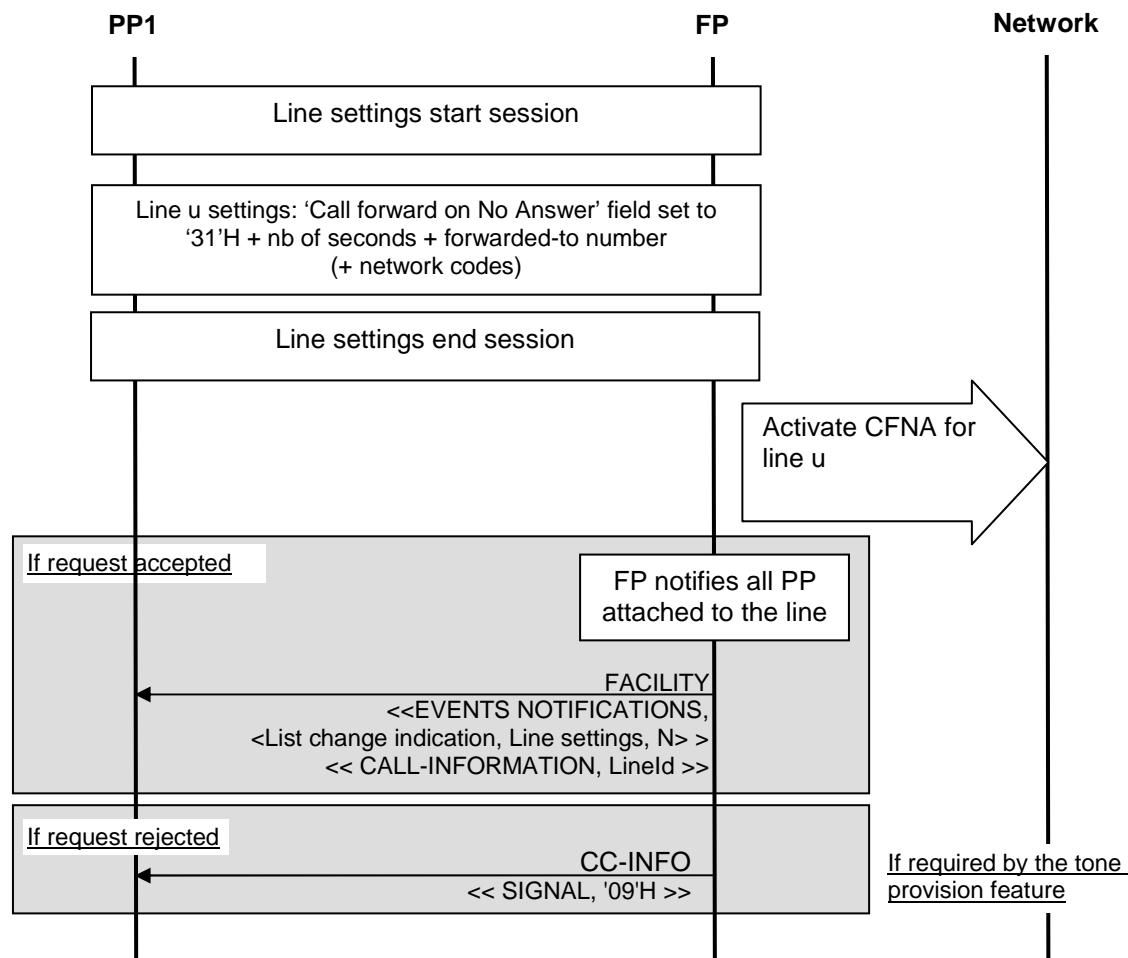 PP1
FP
Network
Line settings start session
Line u settings: ‘Call forward on No Answer’ field set to
‘31’H + nb of seconds + forwarded-to number
(+ network codes)
Line settings end session
Activate CFNA for
line u
If request accepted
FP notifies all PP
attached to the line
FACILITY
<<EVENTS NOTIFICATIONS,
<List change indication, Line settings, N> >
<< CALL-INFORMATION, LineId >>
If request rejected
CC-INFO
<< SIGNAL, '09'H >>
If required by the tone
provision feature